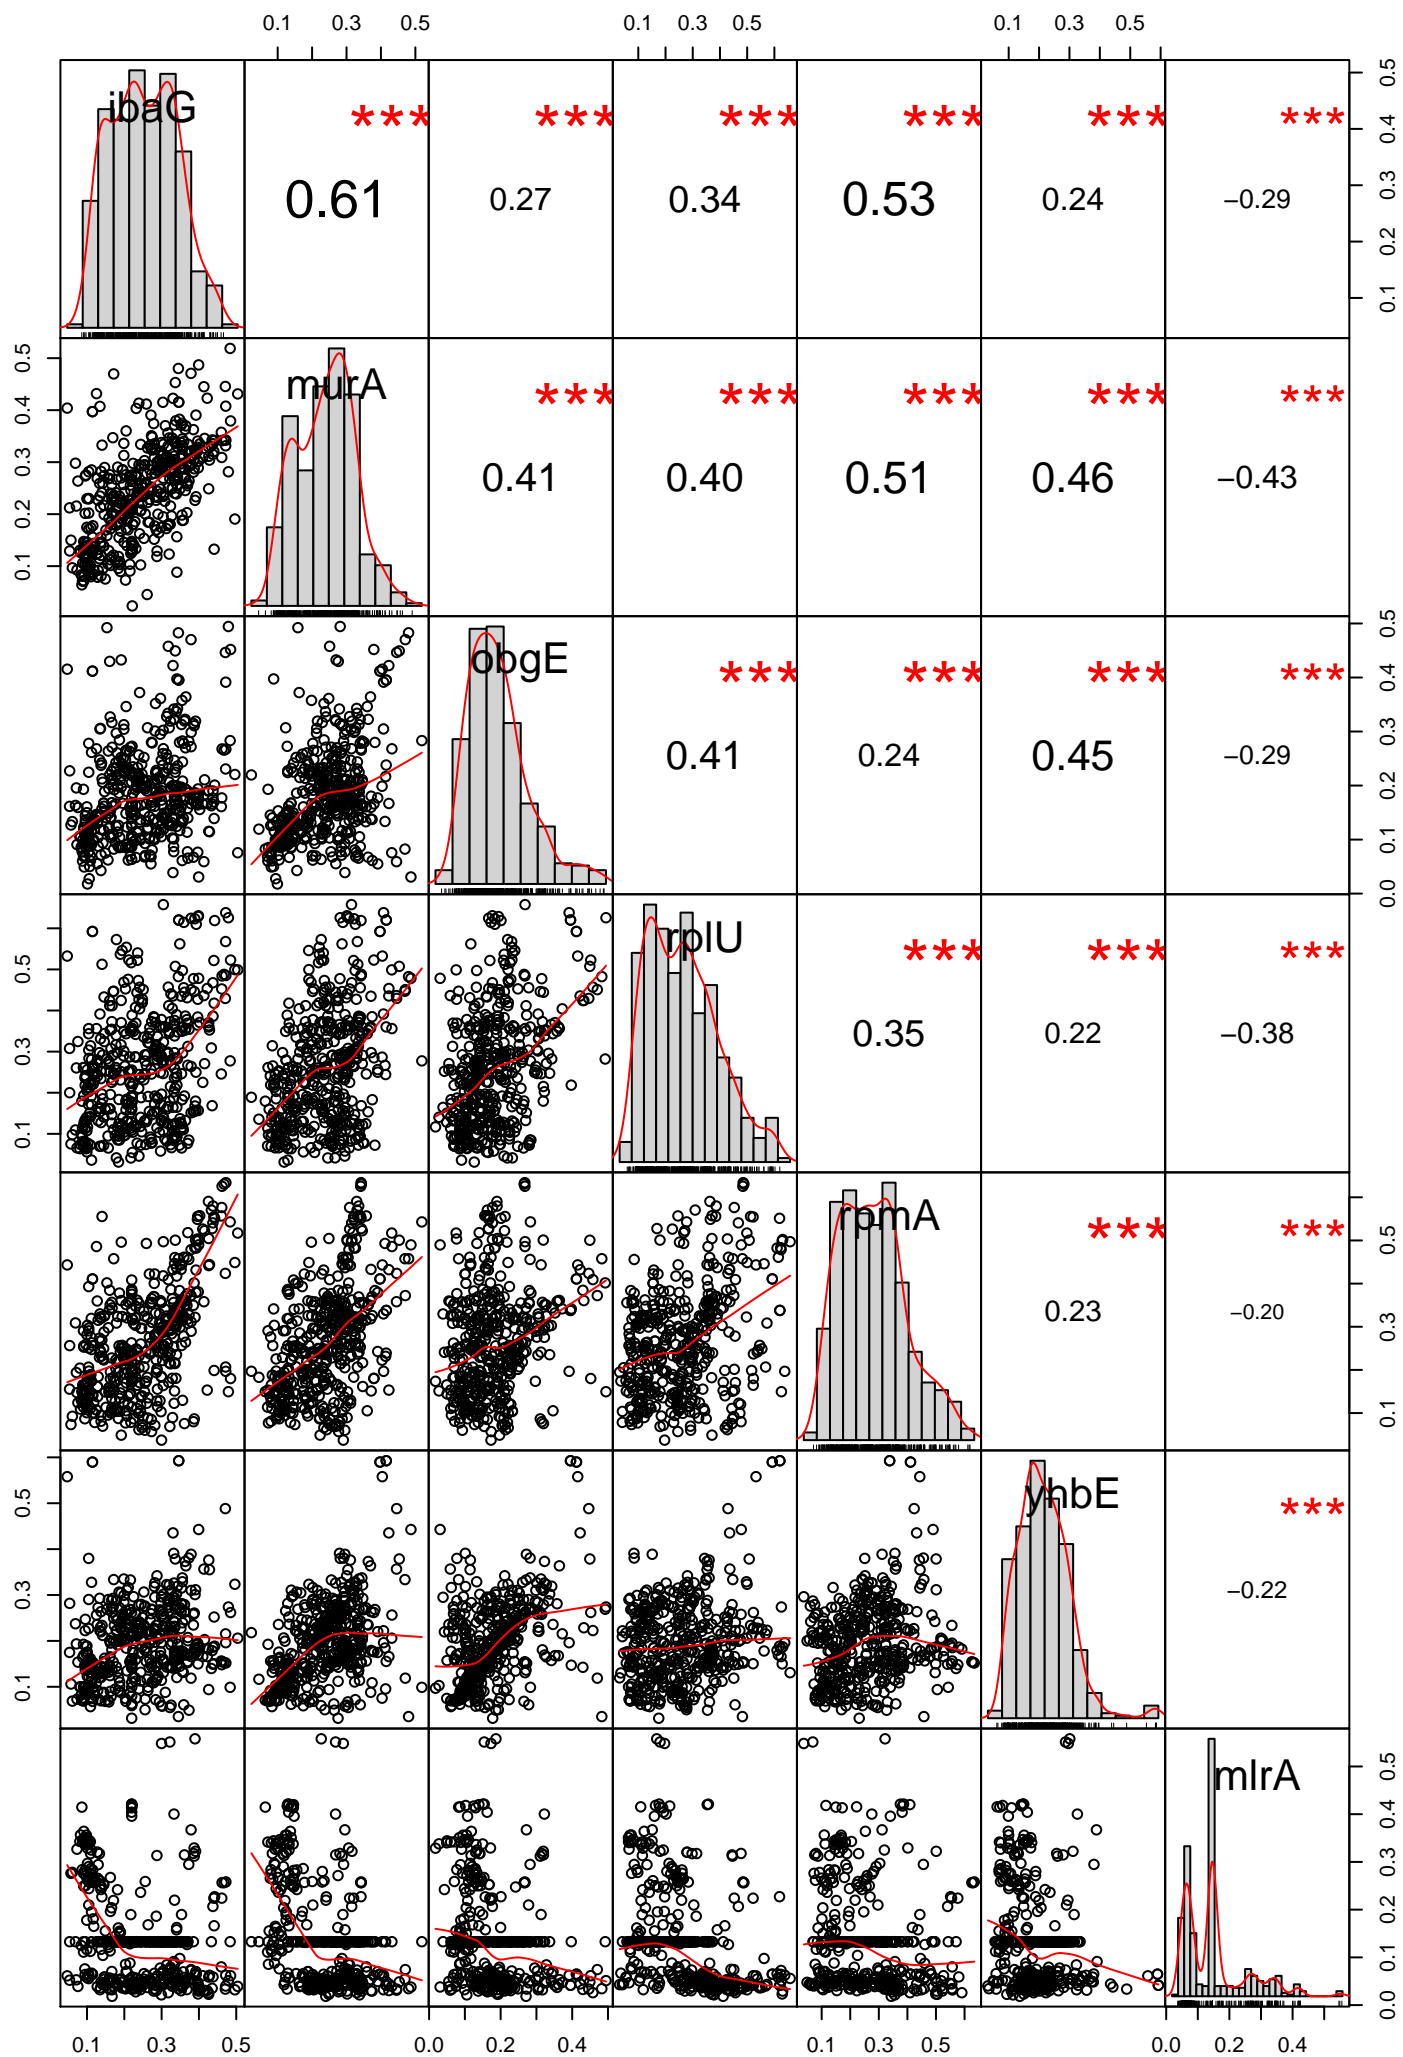 0.1 0.3 0.5 0.1 0.3 0.5 0.1 0.3 0.5
ibaG *** *** *** *** *** ***
0.61 0.27 0.34 0.53 0.24 −0.29
0.1 0.2 0.3 0.4 0.5
murA *** *** *** *** ***
0.41 0.40 0.51 0.46 −0.43
0.1 0.2 0.3 0.4 0.5
obgE *** *** *** ***
0.41 0.24 0.45 −0.29
0.0 0.1 0.2 0.3 0.4 0.5
rplU *** *** ***
0.35 0.22 −0.38
0.1 0.3 0.5
rpmA *** ***
0.23 −0.20
0.1 0.3 0.5
yhbE ***
−0.22
0.1 0.3 0.5
mlrA
0.0 0.1 0.2 0.3 0.4 0.5
0.1 0.3 0.5 0.0 0.2 0.4 0.1 0.3 0.5 0.0 0.2 0.4